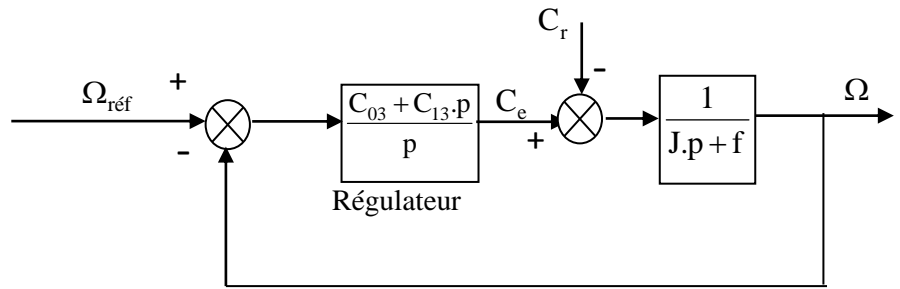 C_r
-
+
Ω_réf
-
C_03 + C_13.p
p
C_e
+
1
J.p + f
Ω
Régulateur